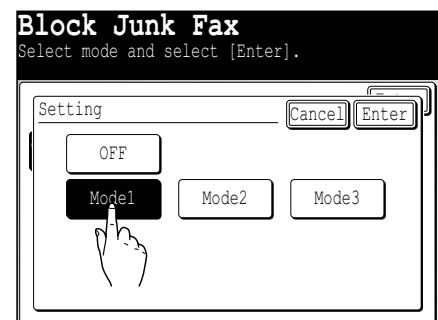 Block Junk Fax
Select mode and select [Enter].
Setting
Cancel Enter
OFF
Mode1 Mode2 Mode3